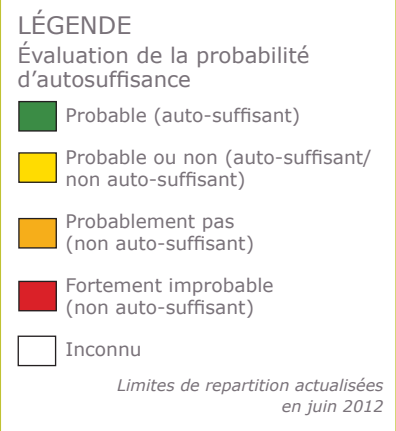 LÉGENDE
Évaluation de la probabilité
d’autosuffisance
Probable (auto-suffisant)
Probable ou non (auto-suffisant/
non auto-suffisant)
Probablement pas
(non auto-suffisant)
Fortement improbable
(non auto-suffisant)
Inconnu
Limites de repartition actualisées
en juin 2012